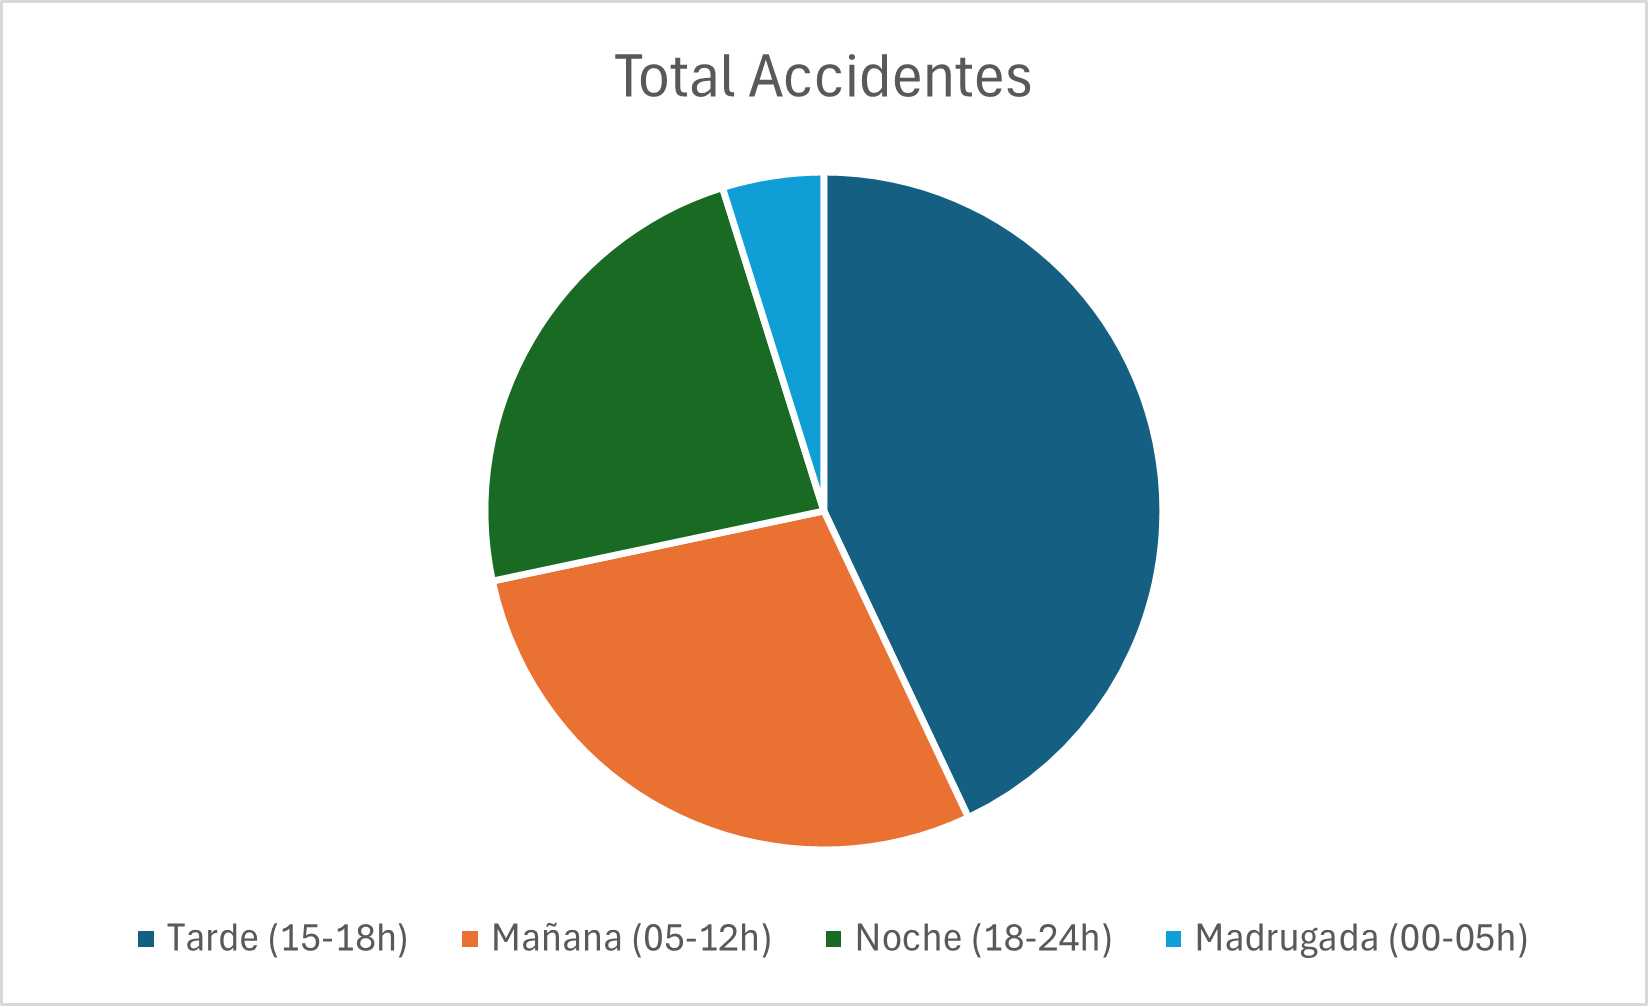 Total Accidentes
Tarde (15-18h) Mañana (05-12h) Noche (18-24h) Madrugada (00-05h)